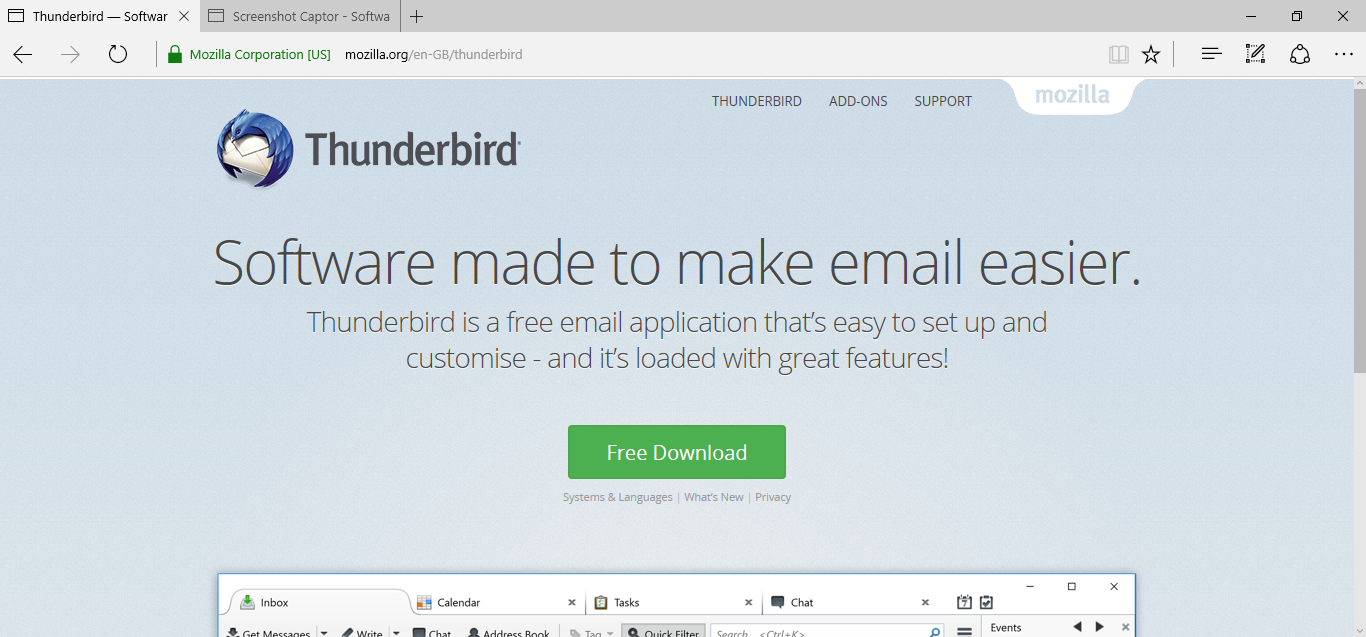 Thunderbird — Softwar
Screenshot Captor - Softwa
Mozilla Corporation [US] mozilla.org/en-GB/thunderbird
THUNDERBIRD ADD-ONS SUPPORT mozilla
Thunderbird
Software made to make email easier.
Thunderbird is a free email application that's easy to set up and
customise - and it's loaded with great features!
Free Download
Systems & Languages | What's New | Privacy
Inbox Calendar Tasks Chat 7
Get Messages Write Chat Address Book Tag Quick Filter Search... <Ctrl+K> Events